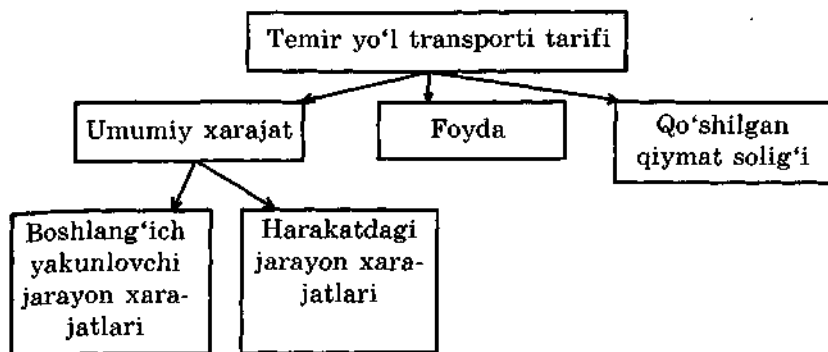 Temir yo‘l transporti tarifi
Umumiy xarajat
Foyda
Qo‘shilgan
qiymat solig‘i
Boshlang‘ich
yakunlovchi
jarayon xara-
jatlari
Harakatdagi
jarayon xara-
jatlari